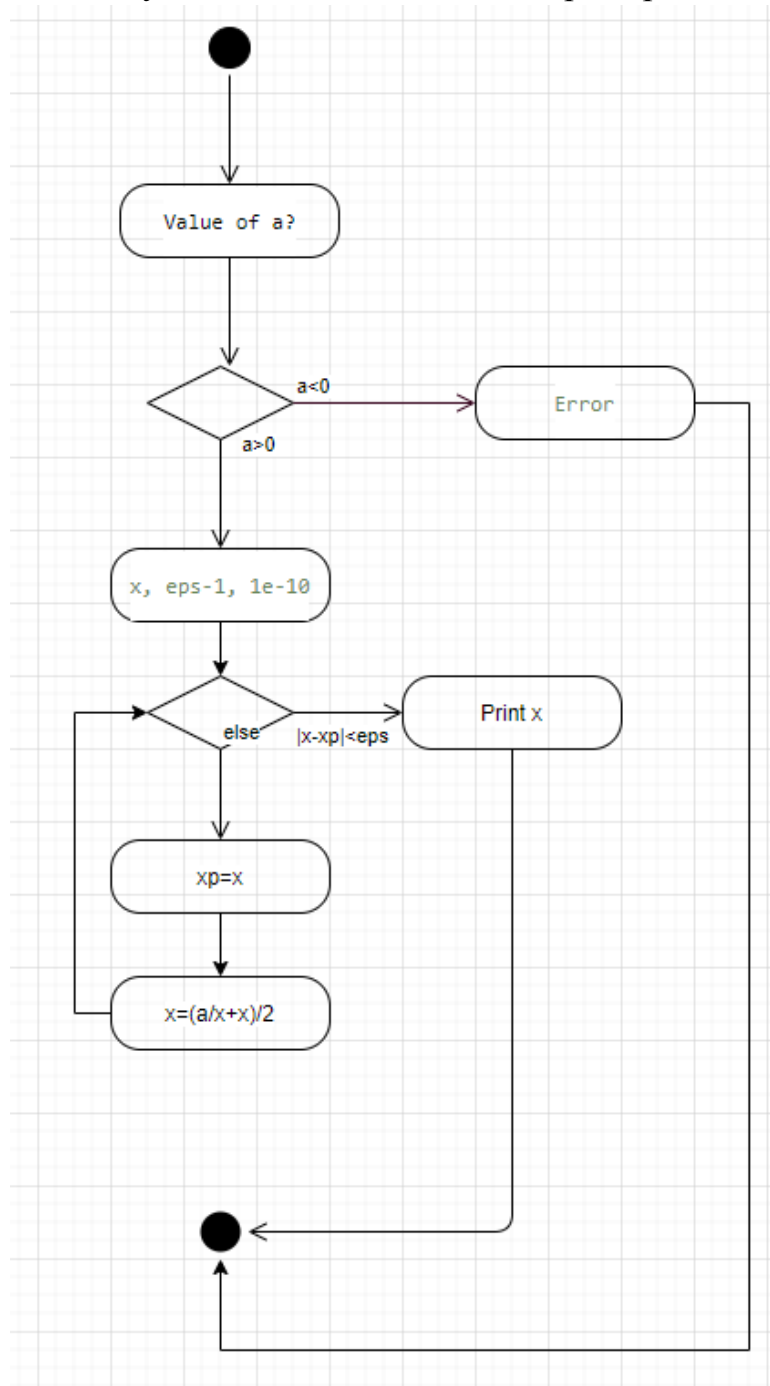 Value of a?
a<0
Error
a>0
x, eps-1, 1e-10
else
|x-xp|<eps
Print x
xp=x
x=(a/x+x)/2